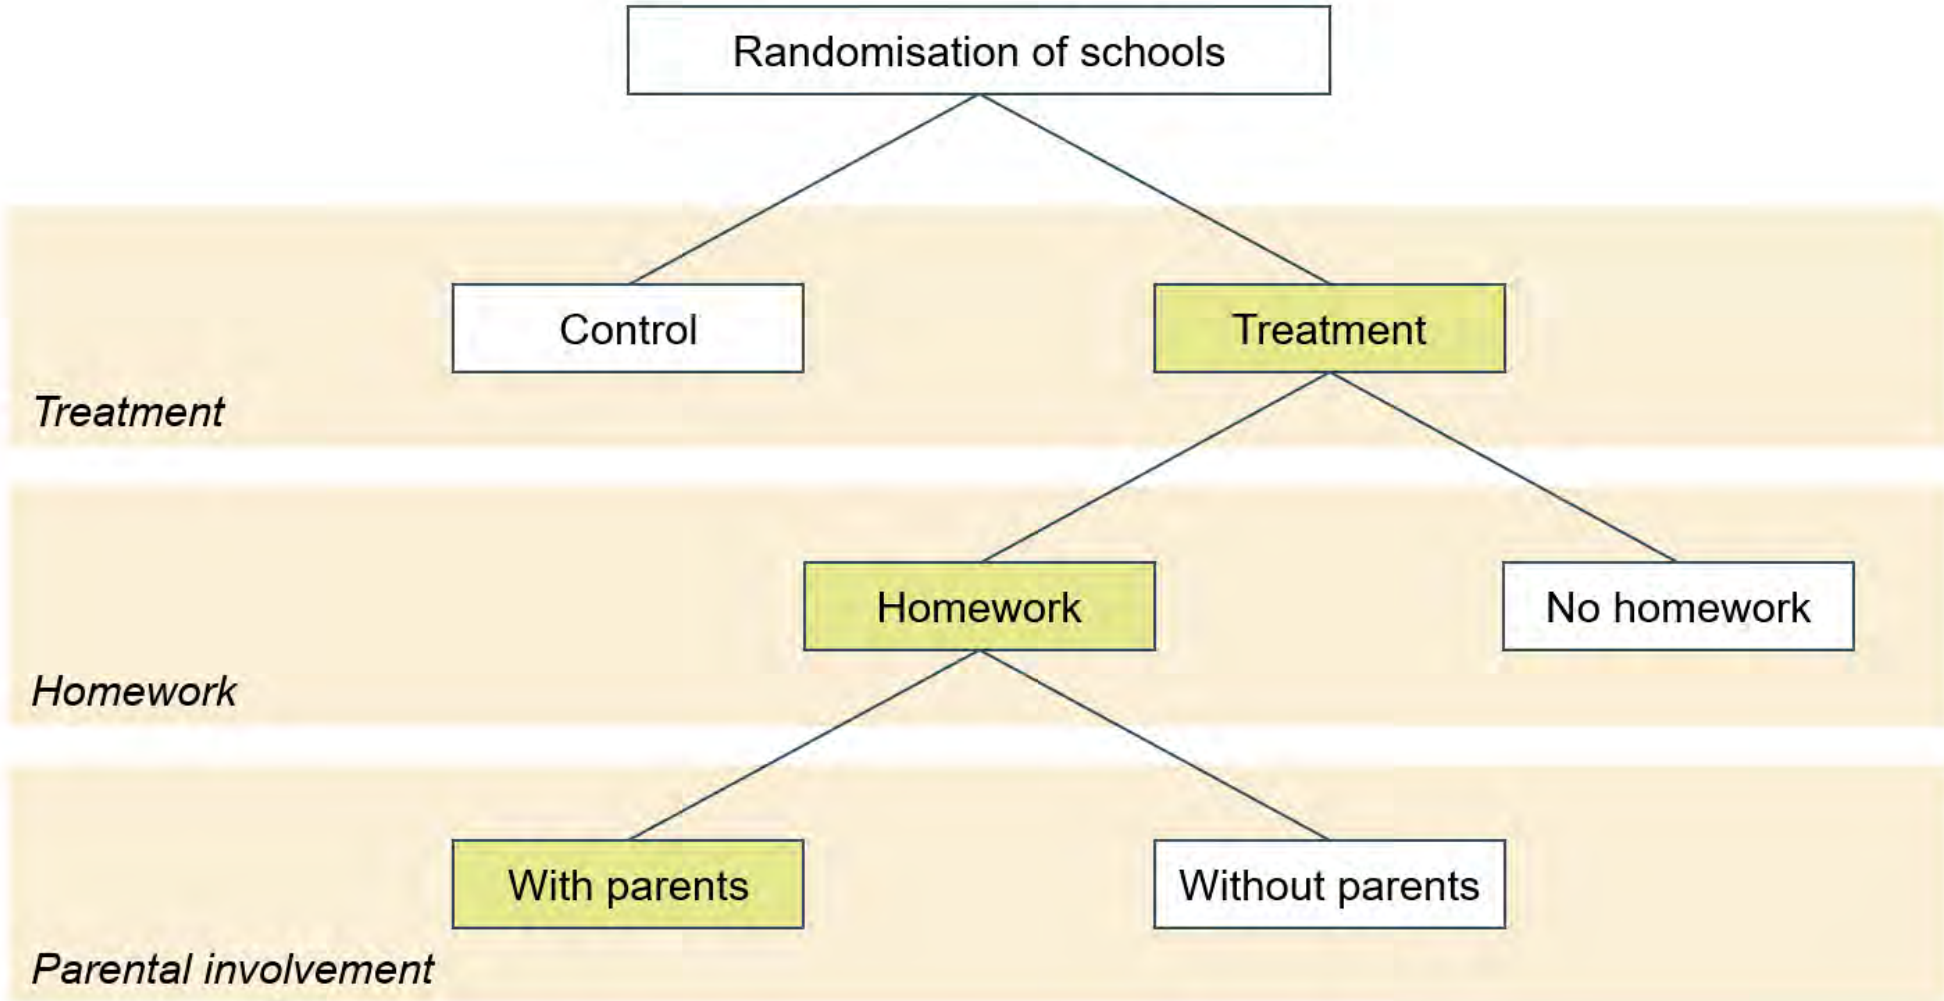 Randomisation of schools
Control
Treatment
Treatment
Homework
No homework
Homework
With parents
Without parents
Parental involvement